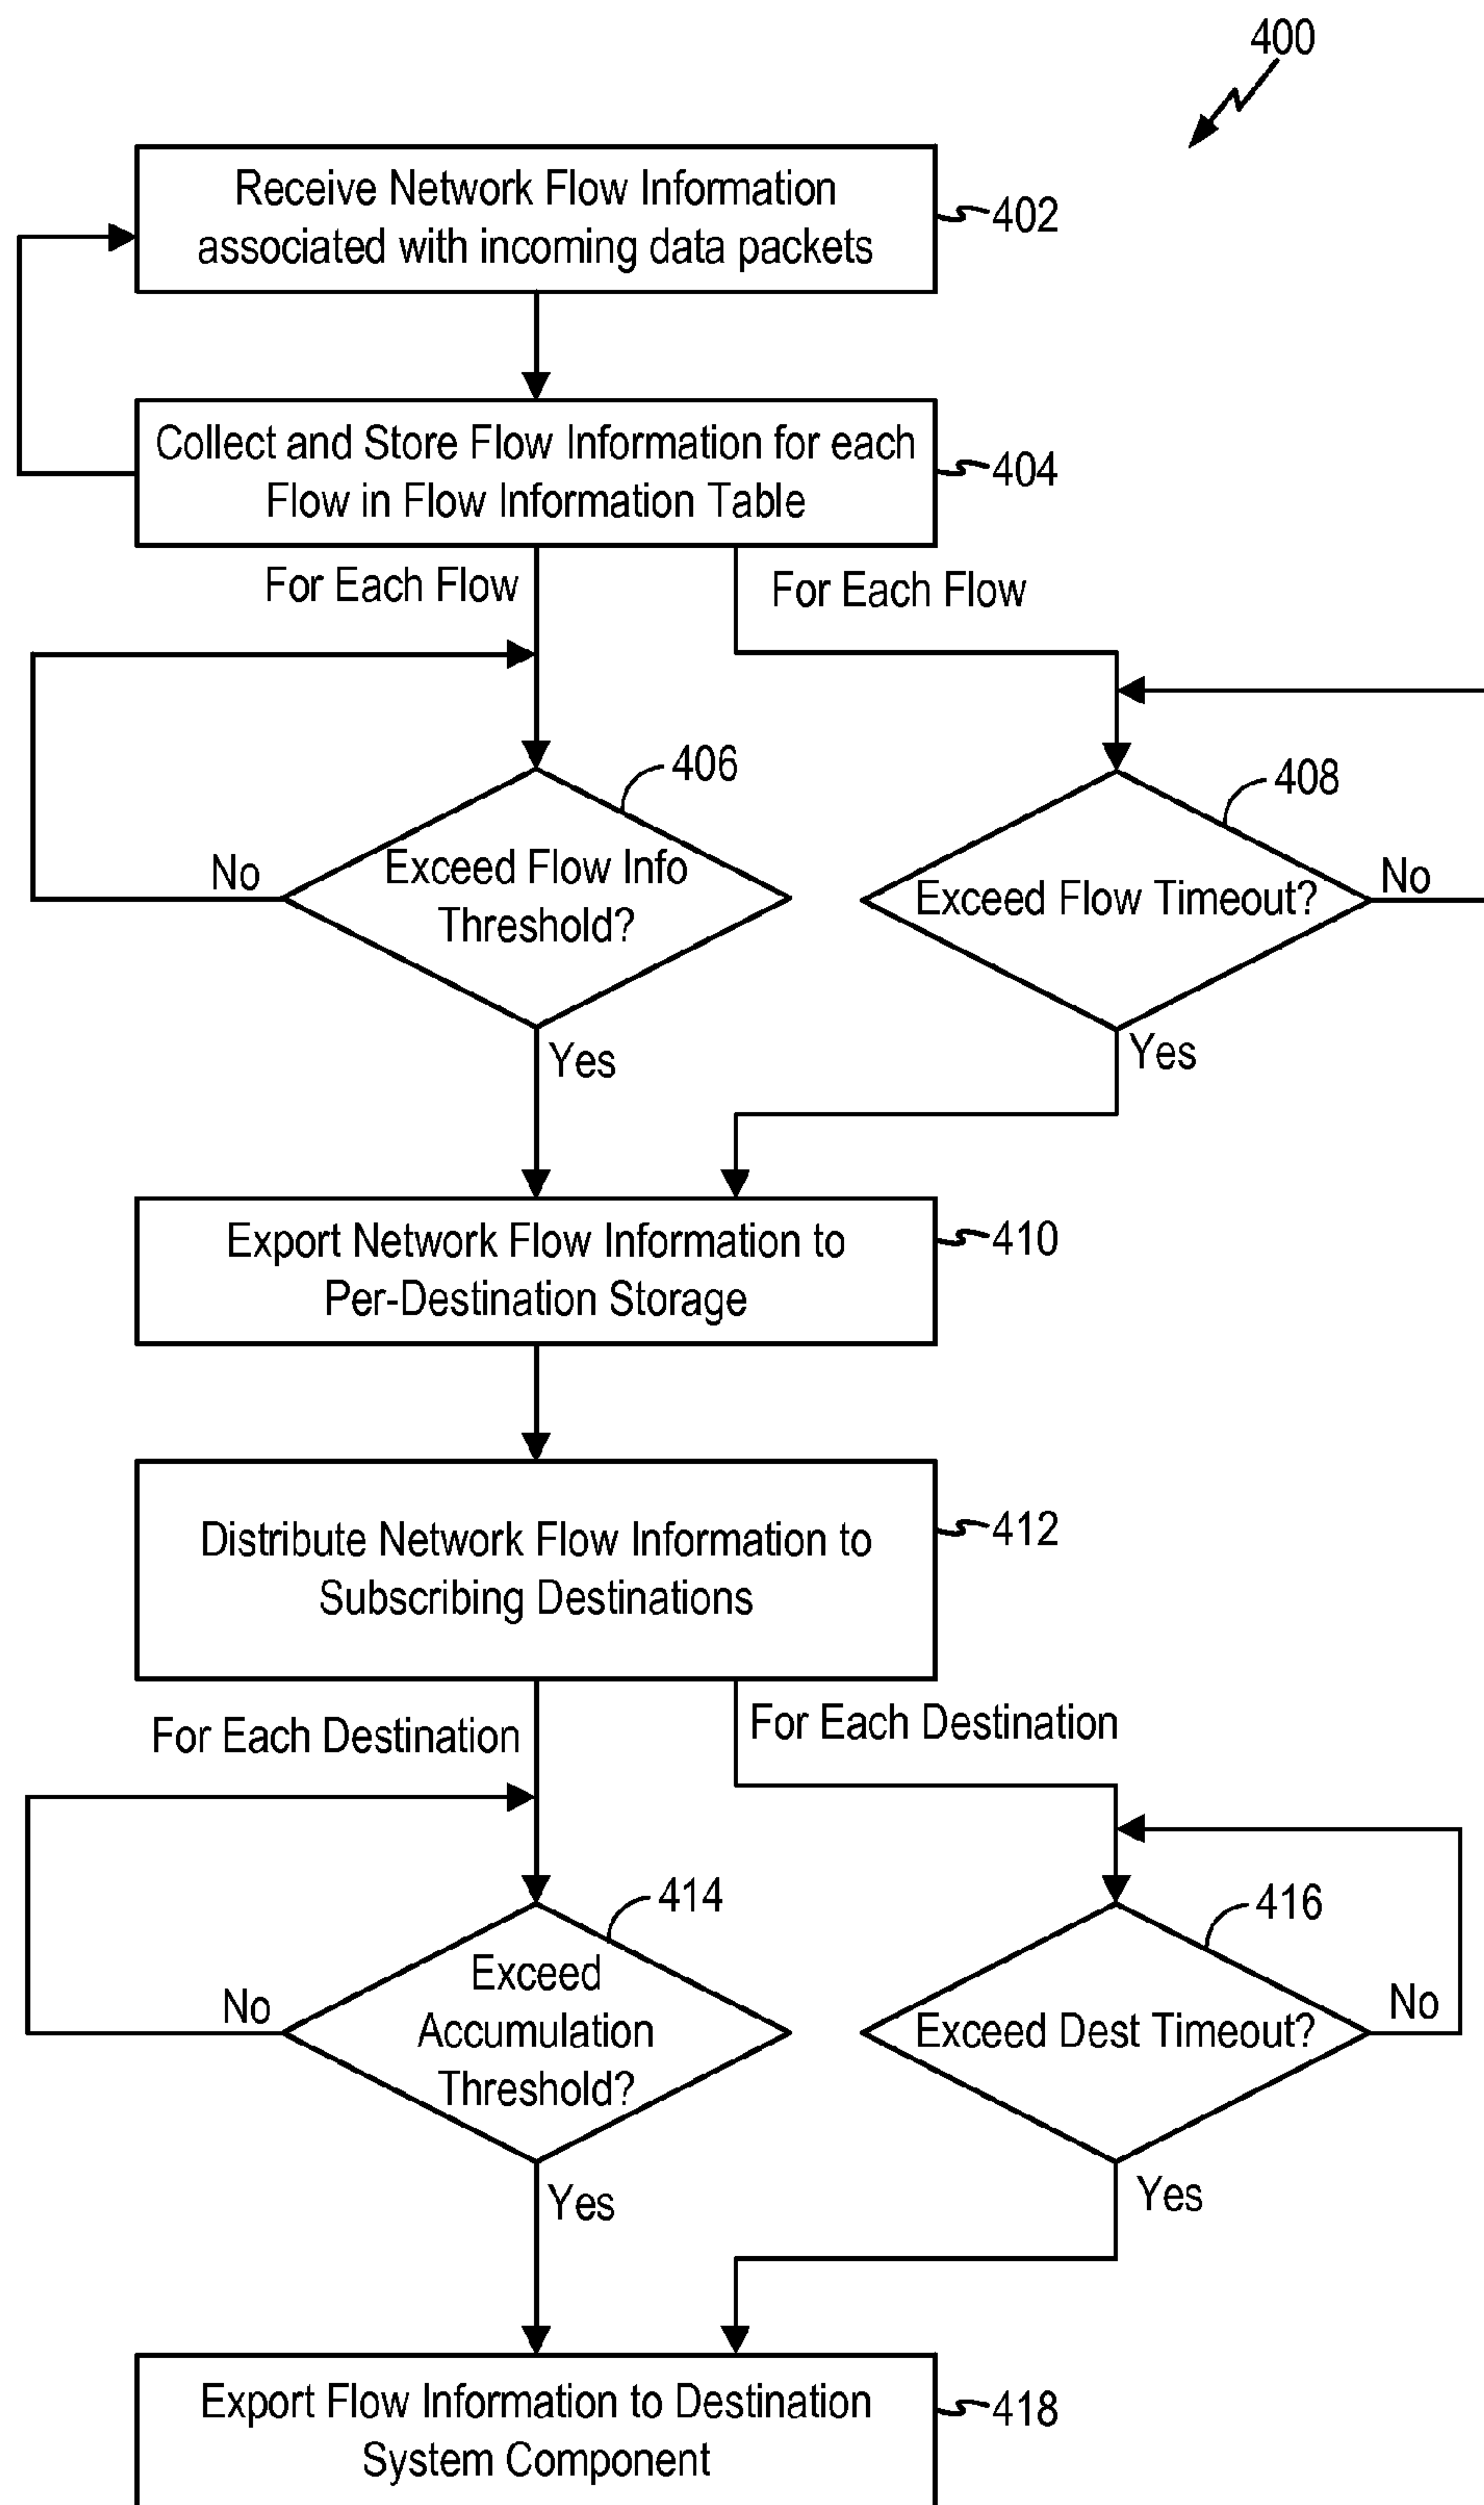 400
Receive Network Flow Information
associated with incoming data packets
402
Collect and Store Flow Information for each
Flow in Flow Information Table
404
For Each Flow
For Each Flow
406
408
Exceed Flow Info
Threshold?
No
Exceed Flow Timeout?
No
Yes
Yes
Export Network Flow Information to
Per-Destination Storage
410
Distribute Network Flow Information to
Subscribing Destinations
412
For Each Destination
For Each Destination
414
416
Exceed
Accumulation
Threshold?
No
Exceed Dest Timeout?
No
Yes
Yes
Export Flow Information to Destination
System Component
418